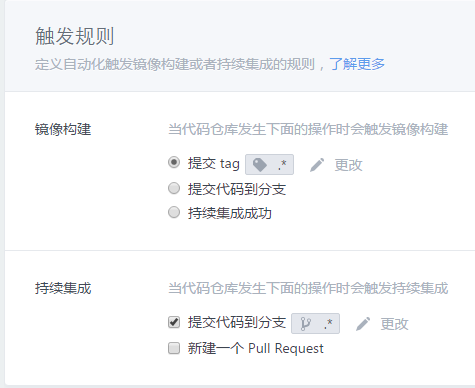 触发规则
定义自动化触发镜像构建或者持续集成的规则，了解更多
镜像构建 当代码仓库发生下面的操作时会触发镜像构建
提交 tag .* 更改
提交代码到分支
持续集成成功
持续集成 当代码仓库发生下面的操作时会触发持续集成
提交代码到分支 .* 更改
新建一个 Pull Request